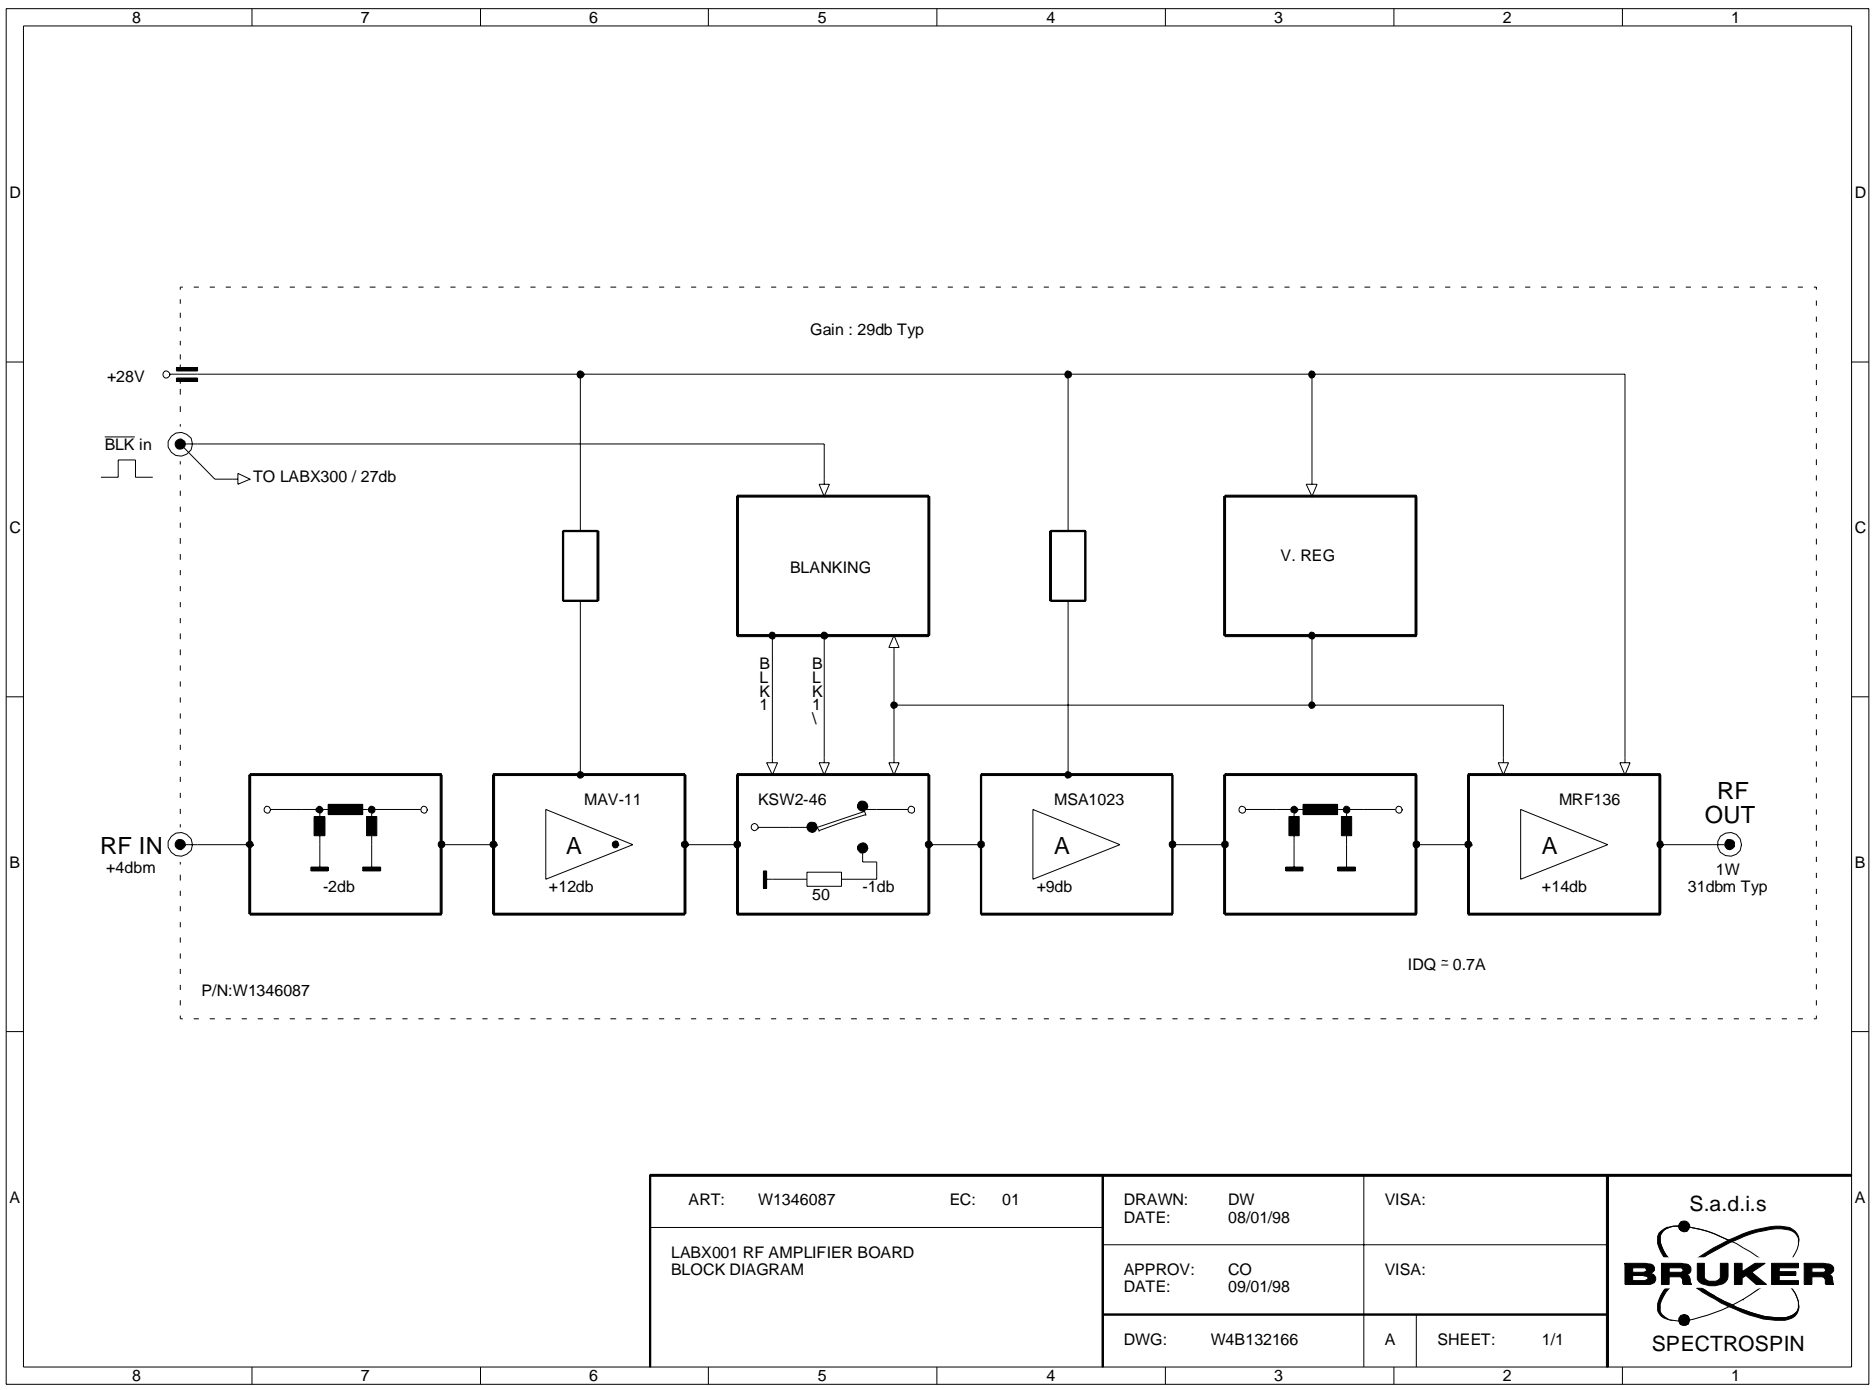 8 7 6 5 4 3 2 1
D D
Gain : 29db Typ
+28V
BLK in
TO LABX300 / 27db
C C
BLANKING
V. REG
BLK1
BLK1\
MAV-11
KSW2-46
MSA1023
MRF136
RF
OUT
RF IN
+4dbm
A
A
A
B B
1W
31dbm Typ
-2db
+12db
50
-1db
+9db
+14db
IDQ ≃ 0.7A
P/N:W1346087
A A
ART: W1346087 EC: 01
LABX001 RF AMPLIFIER BOARD
BLOCK DIAGRAM
DRAWN: DW
DATE: 08/01/98
VISA:
APPROV: CO
DATE: 09/01/98
VISA:
DWG: W4B132166 A SHEET: 1/1
S.a.d.i.s
BRUKER
SPECTROSPIN
8 7 6 5 4 3 2 1